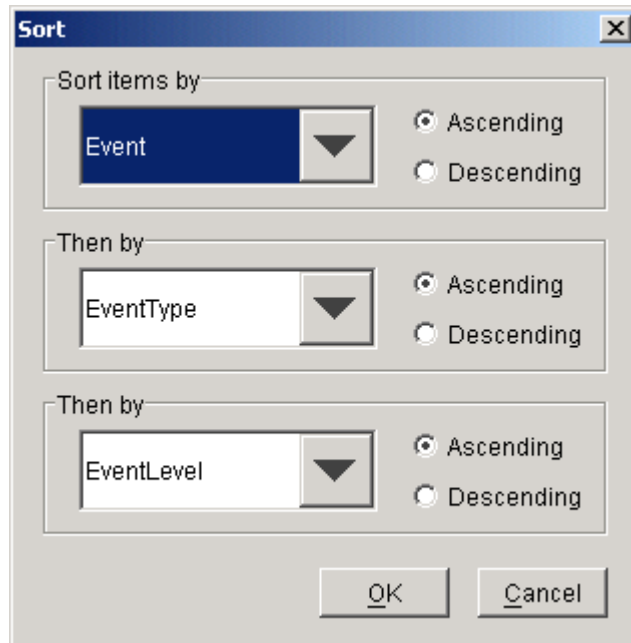 Sort
Sort items by
Event
Ascending
Descending
Then by
EventType
Ascending
Descending
Then by
EventLevel
Ascending
Descending
OK
Cancel